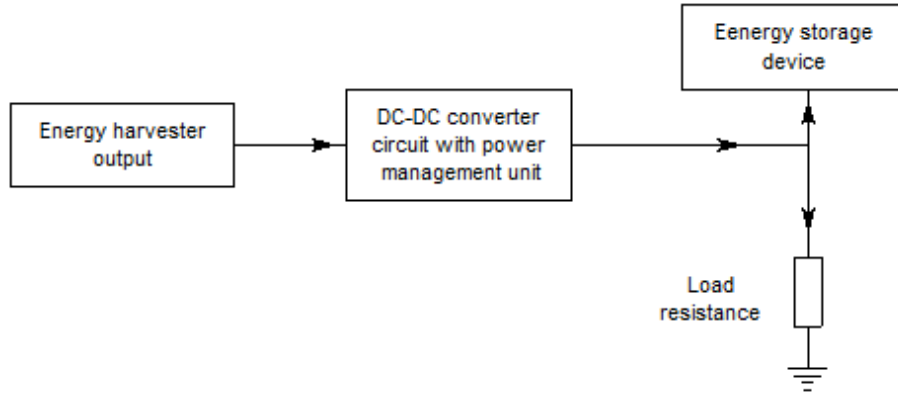 Eenergy storage
device
Energy harvester
output
DC-DC converter
circuit with power
management unit
Load
resistance